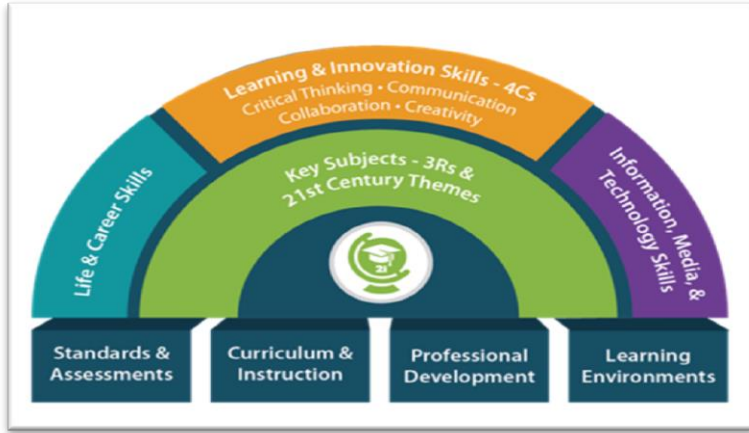 Learning & Innovation Skills - 4Cs
Critical Thinking • Communication
Collaboration • Creativity
Life & Career Skills
Key Subjects - 3Rs &
21st Century Themes
Information, Media, &
Technology Skills
21
Standards &
Assessments
Curriculum &
Instruction
Professional
Development
Learning
Environments